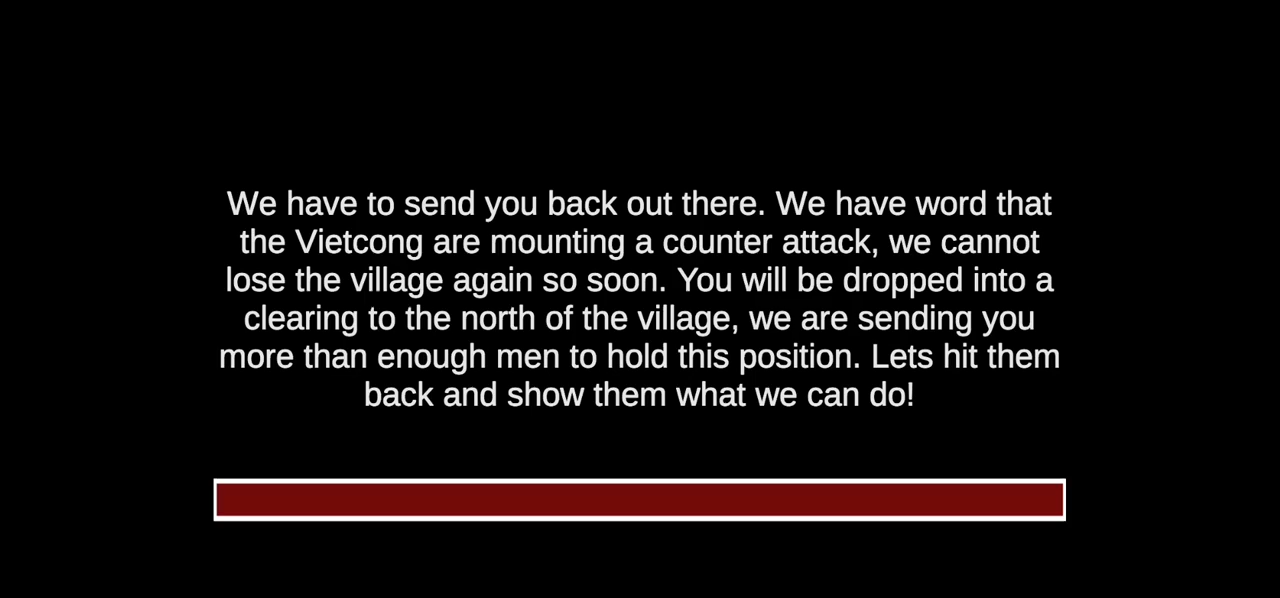 We have to send you back out there. We have word that
the Vietcong are mounting a counter attack, we cannot
lose the village again so soon. You will be dropped into a
clearing to the north of the village, we are sending you
more than enough men to hold this position. Lets hit them
back and show them what we can do!